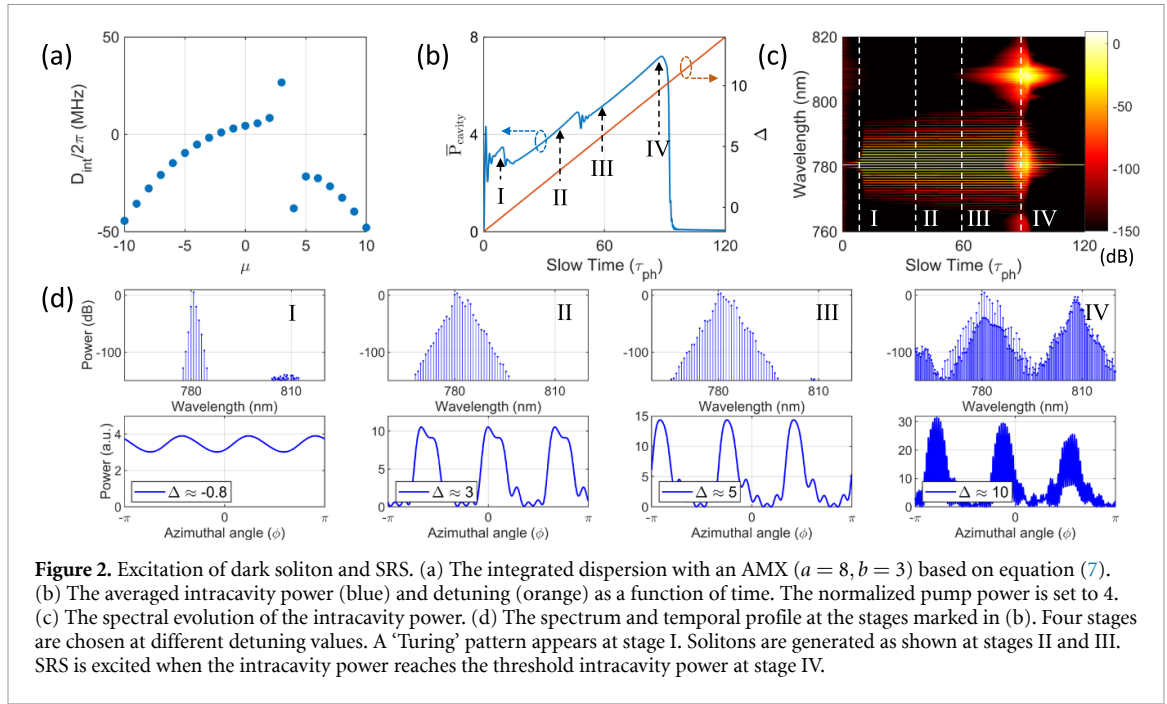 (a)
50
0
-50
D_int/2π (MHz)
-10
-5
0
5
10
μ
(b)
8
4
0
P̅_cavity
I
II
III
IV
10
5
0
Δ
0
60
120
Slow Time (τ_ph)
(c)
820
800
780
760
Wavelength (nm)
I
II
III
IV
0
60
120
Slow Time (τ_ph)
0
-50
-100
-150
(dB)
(d)
0
-100
Power (dB)
I
780
810
Wavelength (nm)
0
-100
II
780
810
Wavelength (nm)
0
-100
III
780
810
Wavelength (nm)
0
-100
IV
780
810
Wavelength (nm)
4
2
0
Power (a.u.)
Δ ≈ -0.8
-π
0
π
Azimuthal angle (ϕ)
10
5
0
Δ ≈ 3
-π
0
π
Azimuthal angle (ϕ)
15
10
5
0
Δ ≈ 5
-π
0
π
Azimuthal angle (ϕ)
30
20
10
0
Δ ≈ 10
-π
0
π
Azimuthal angle (ϕ)
Figure 2. Excitation of dark soliton and SRS. (a) The integrated dispersion with an AMX (a = 8, b = 3) based on equation (7).
(b) The averaged intracavity power (blue) and detuning (orange) as a function of time. The normalized pump power is set to 4.
(c) The spectral evolution of the intracavity power. (d) The spectrum and temporal profile at the stages marked in (b). Four stages
are chosen at different detuning values. A ‘Turing’ pattern appears at stage I. Solitons are generated as shown at stages II and III.
SRS is excited when the intracavity power reaches the threshold intracavity power at stage IV.